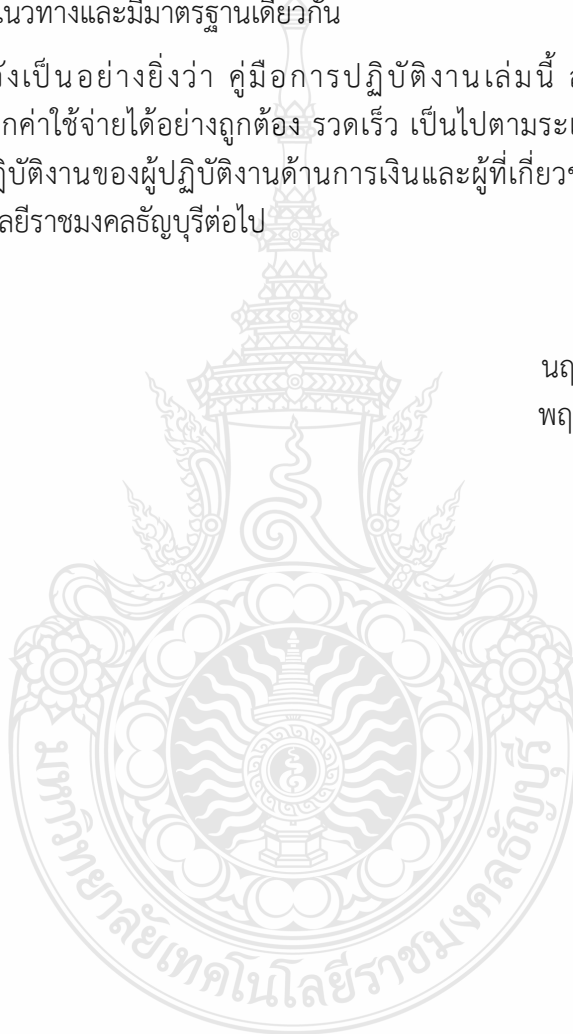 นวทางและมีมาตรฐานเดียวกัน
วังเป็นอย่างยิ่งว่า คู่มือการปฏิบัติงานเล่มนี้
กค่าใช้จ่ายได้อย่างถูกต้อง รวดเร็ว เป็นไปตามระเ
ฏิบัติงานของผู้ปฏิบัติงานด้านการเงินและผู้ที่เกี่ยวข
ลยีราชมงคลธัญบุรีต่อไป
นฤ
พฤ
มหาวิทยาลัยเทคโนโลยีราชมงคลธัญบุรี